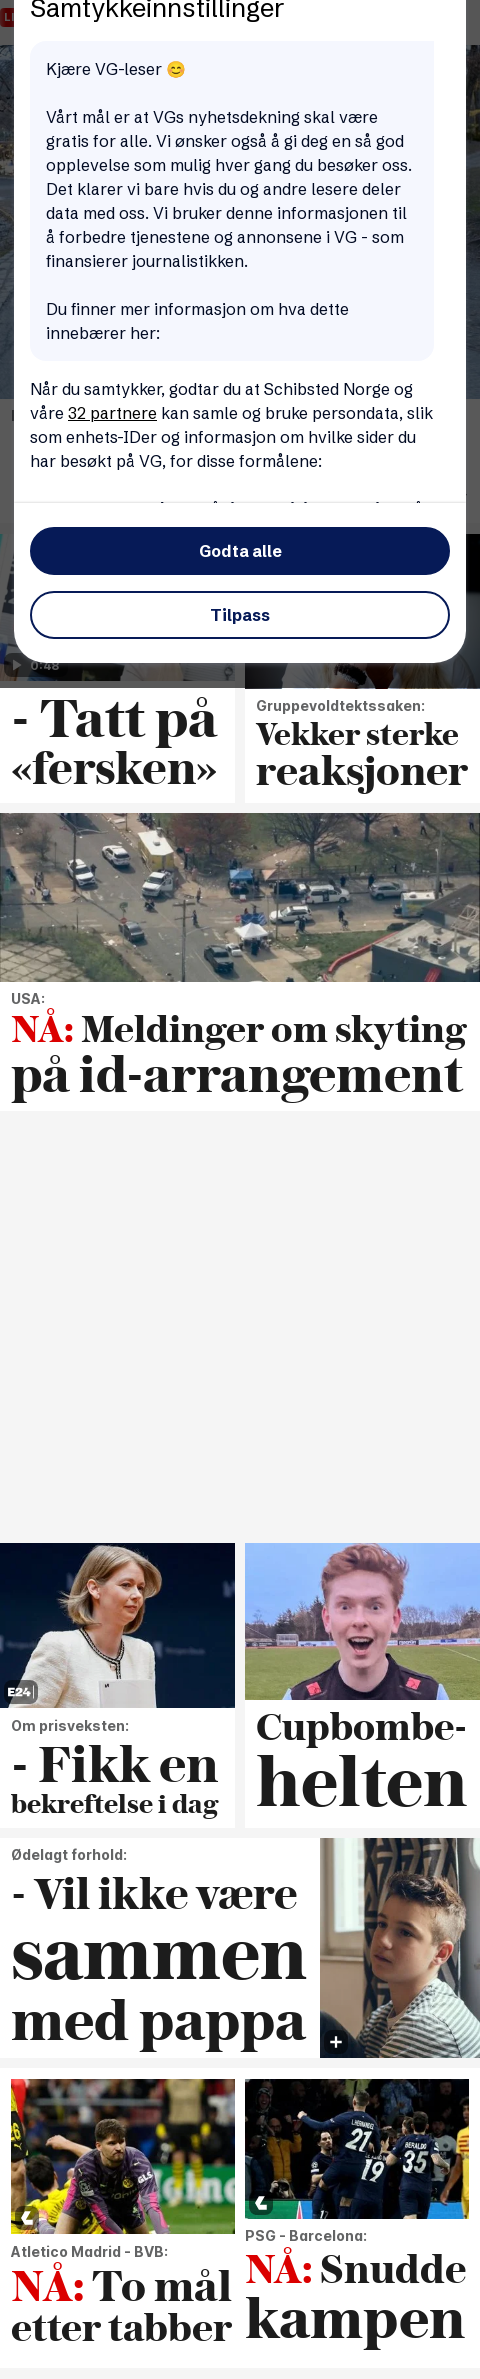 Samtykkeinnstillinger
Kjære VG-leser 😊
Vårt mål er at VGs nyhetsdekning skal være
gratis for alle. Vi ønsker også å gi deg en så god
opplevelse som mulig hver gang du besøker oss.
Det klarer vi bare hvis du og andre lesere deler
data med oss. Vi bruker denne informasjonen til
å forbedre tjenestene og annonsene i VG - som
finansierer journalistikken.
Du finner mer informasjon om hva dette
innebærer her:
Når du samtykker, godtar du at Schibsted Norge og
våre 32 partnere kan samle og bruke persondata, slik
som enhets-IDer og informasjon om hvilke sider du
har besøkt på VG, for disse formålene:
Godta alle
Tilpass
0:48
- Tatt på
«fersken»
Gruppevoldtektssaken:
Vekker sterke
reaksjoner
USA:
NÅ: Meldinger om skyting
på id-arrangement
E24
Om prisveksten:
- Fikk en
bekreftelse i dag
Cupbombe-
helten
Ødelagt forhold:
- Vil ikke være
sammen
med pappa
Atletico Madrid - BVB:
NÅ: To mål
etter tabber
L.HERNANDEZ
21
19
BERALDO
35
PSG - Barcelona:
NÅ: Snudde
kampen